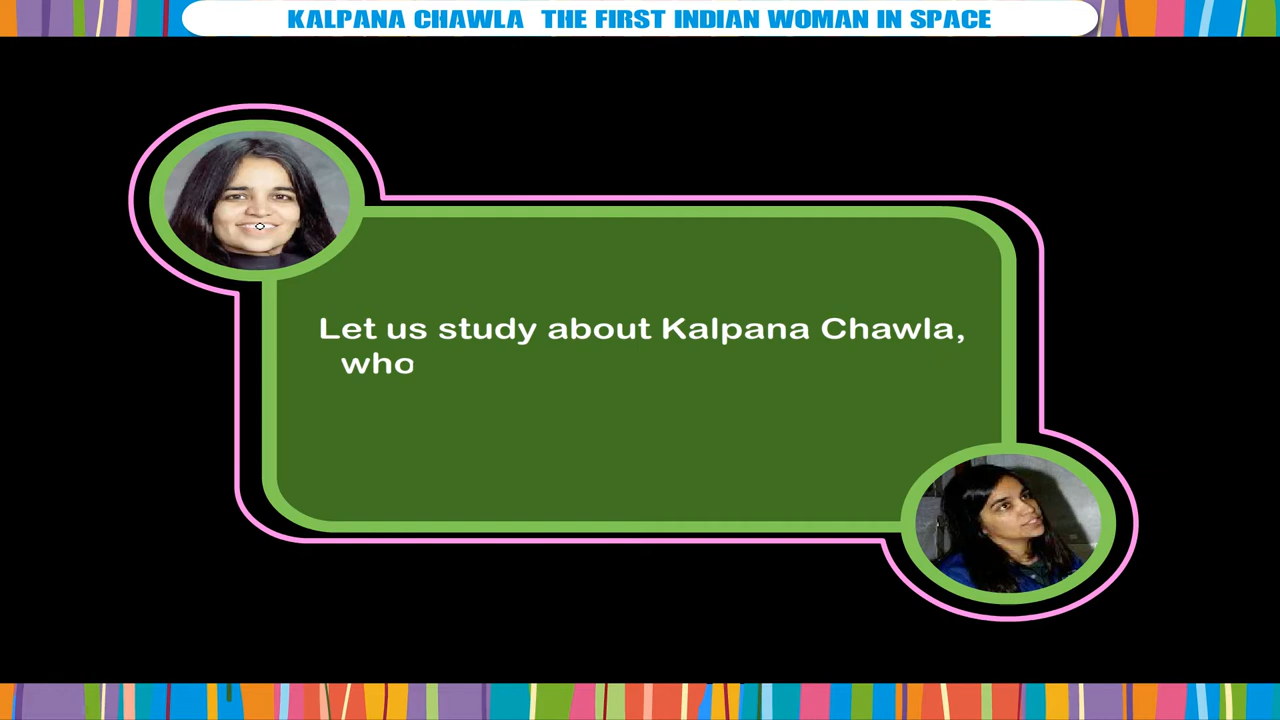 KALPANA CHAWLA THE FIRST INDIAN WOMAN IN SPACE
Let us study about Kalpana Chawla,
who